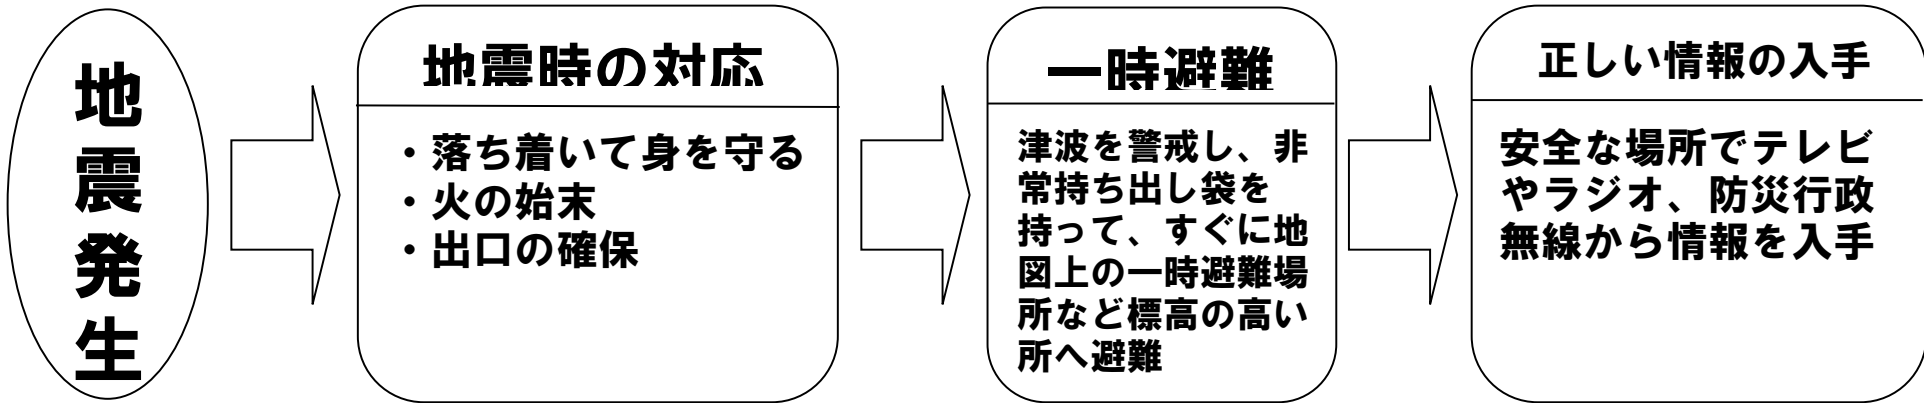 地震発生
地震時の対応
・落ち着いて身を守る
・火の始末
・出口の確保
一時避難
津波を警戒し、非
常持ち出し袋を
持って、すぐに地
図上の一時避難場
所など標高の高い
所へ避難
正しい情報の入手
安全な場所でテレビ
やラジオ、防災行政
無線から情報を入手